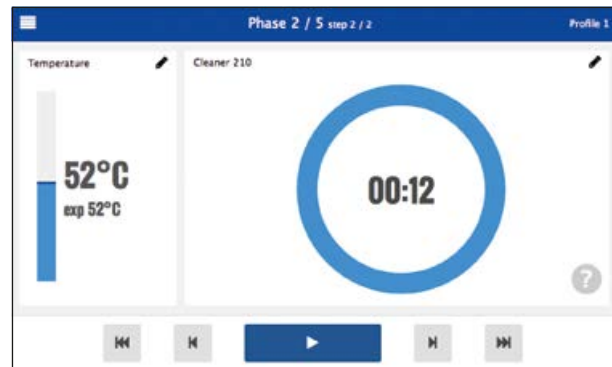 Phase 2 / 5 step 2 / 2
Profile 1
Temperature
Cleaner 210
52°C
exp 52°C
00:12
?